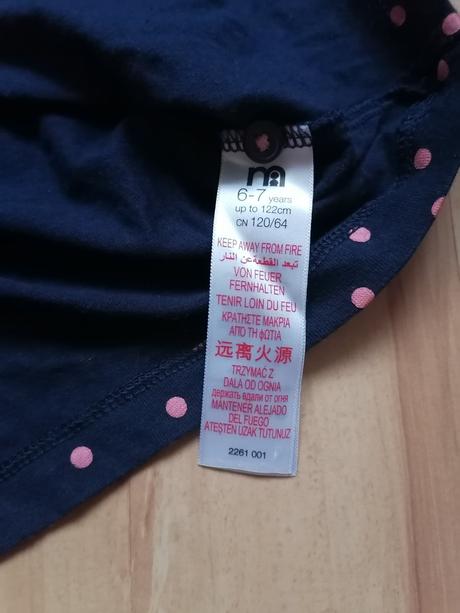 6-7 years
up to 122cm
CN 120/64
KEEP AWAY FROM FIRE
تبعد القطعة عن النار
VON FEUER
FERNHALTEN
TENIR LOIN DU FEU
ΚΡΑΤΗΣΤΕ ΜΑΚΡΙΑ
ΑΠΟ ΤΗ φΩΤΙΑ
远离火源
TRZYMAĆ Z
DALA OD OGNIA
держать вдали от огня
MANTENER ALEJADO
DEL FUEGO
ATEŞTEN UZAK TUTUNUZ
2261 001